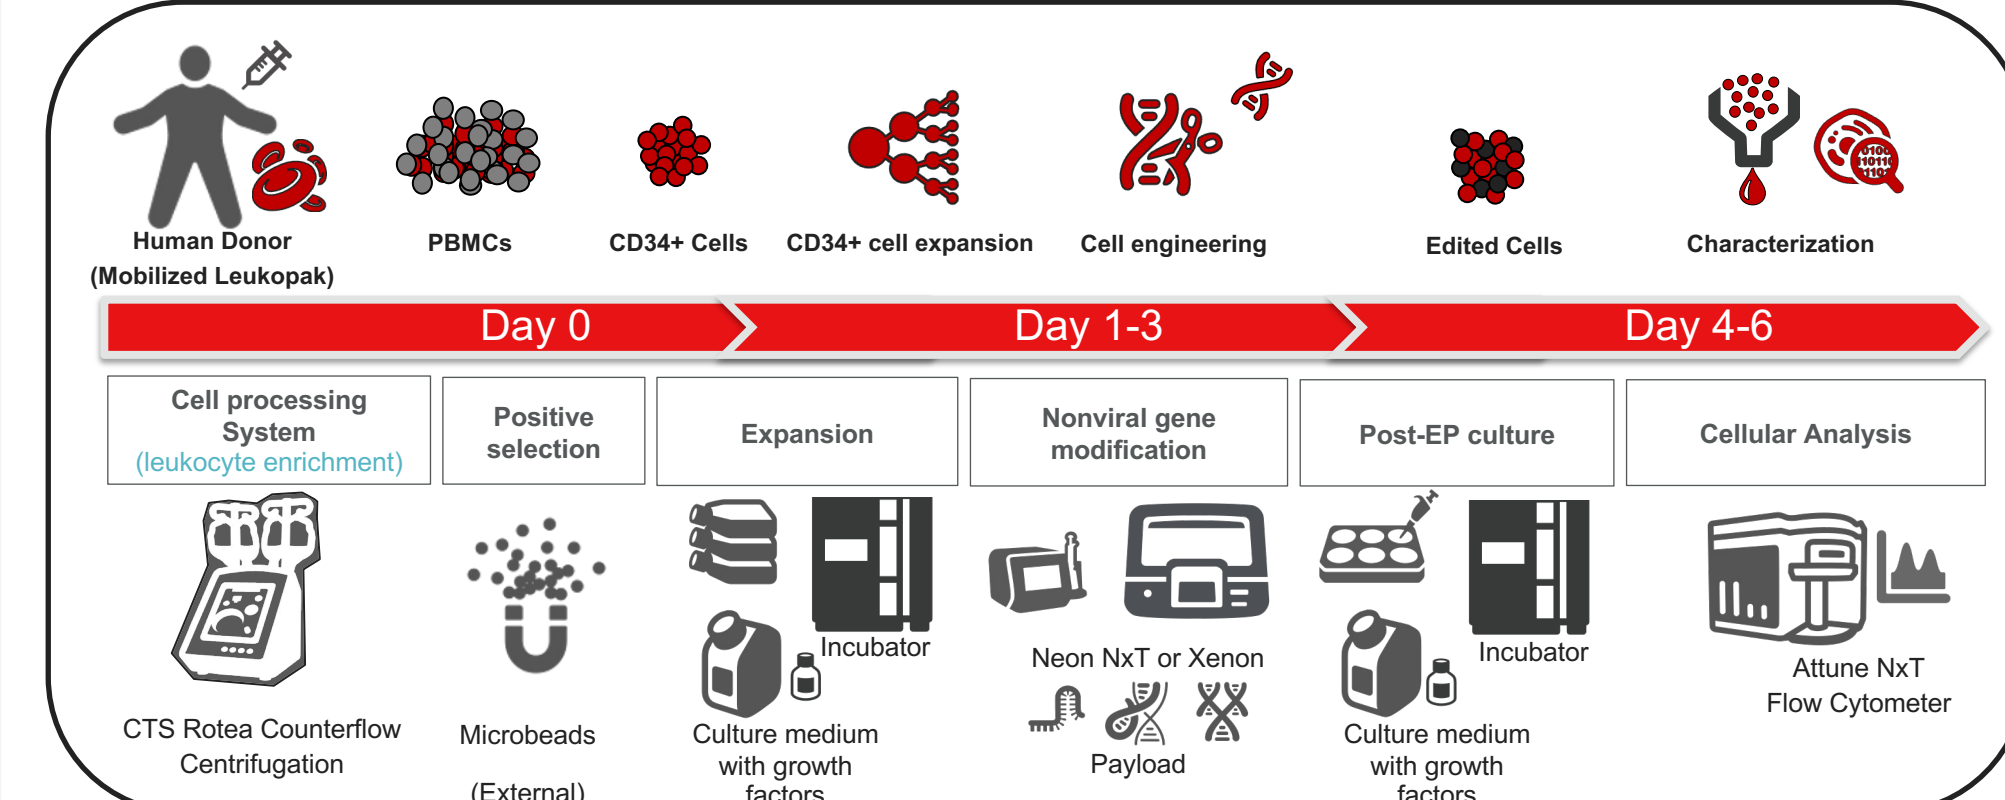 Human Donor
(Mobilized Leukopak)
PBMCs
CD34+ Cells
CD34+ cell expansion
Cell engineering
Edited Cells
Characterization
Day 0
Day 1-3
Day 4-6
Cell processing
System
(leukocyte enrichment)
Positive
selection
Expansion
Nonviral gene
modification
Post-EP culture
Cellular Analysis
CTS Rotea Counterflow
Centrifugation
Microbeads
(External)
Incubator
Culture medium
with growth
factors
Neon NxT or Xenon
Payload
Incubator
Culture medium
with growth
factors
Attune NxT
Flow Cytometer